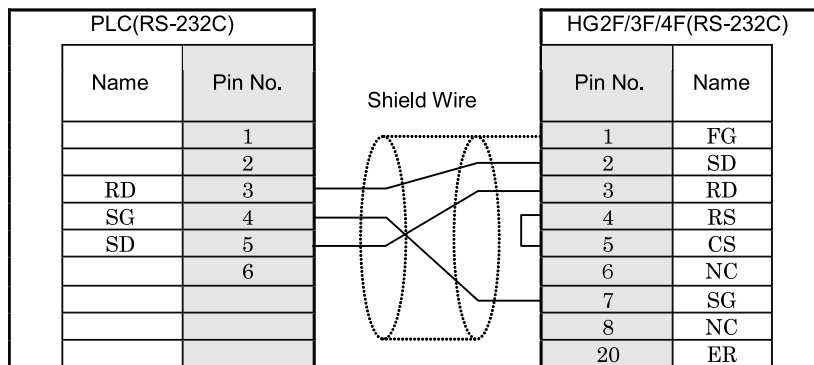 PLC(RS-232C) HG2F/3F/4F(RS-232C)
Name Pin No. Pin No. Name
Shield Wire
1 1 FG
2 2 SD
RD 3 3 RD
SG 4 4 RS
SD 5 5 CS
6 6 NC
7 SG
8 NC
20 ER